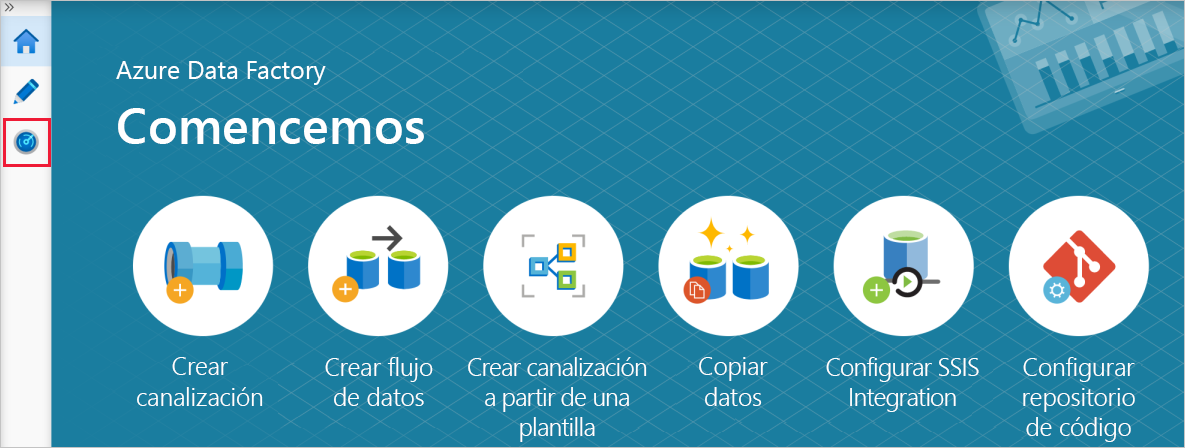 »
Azure Data Factory
Comencemos
Crear
canalización
Crear flujo
de datos
Crear canalización
a partir de una
plantilla
Copiar
datos
Configurar SSIS
Integration
Configurar
repositorio
de código